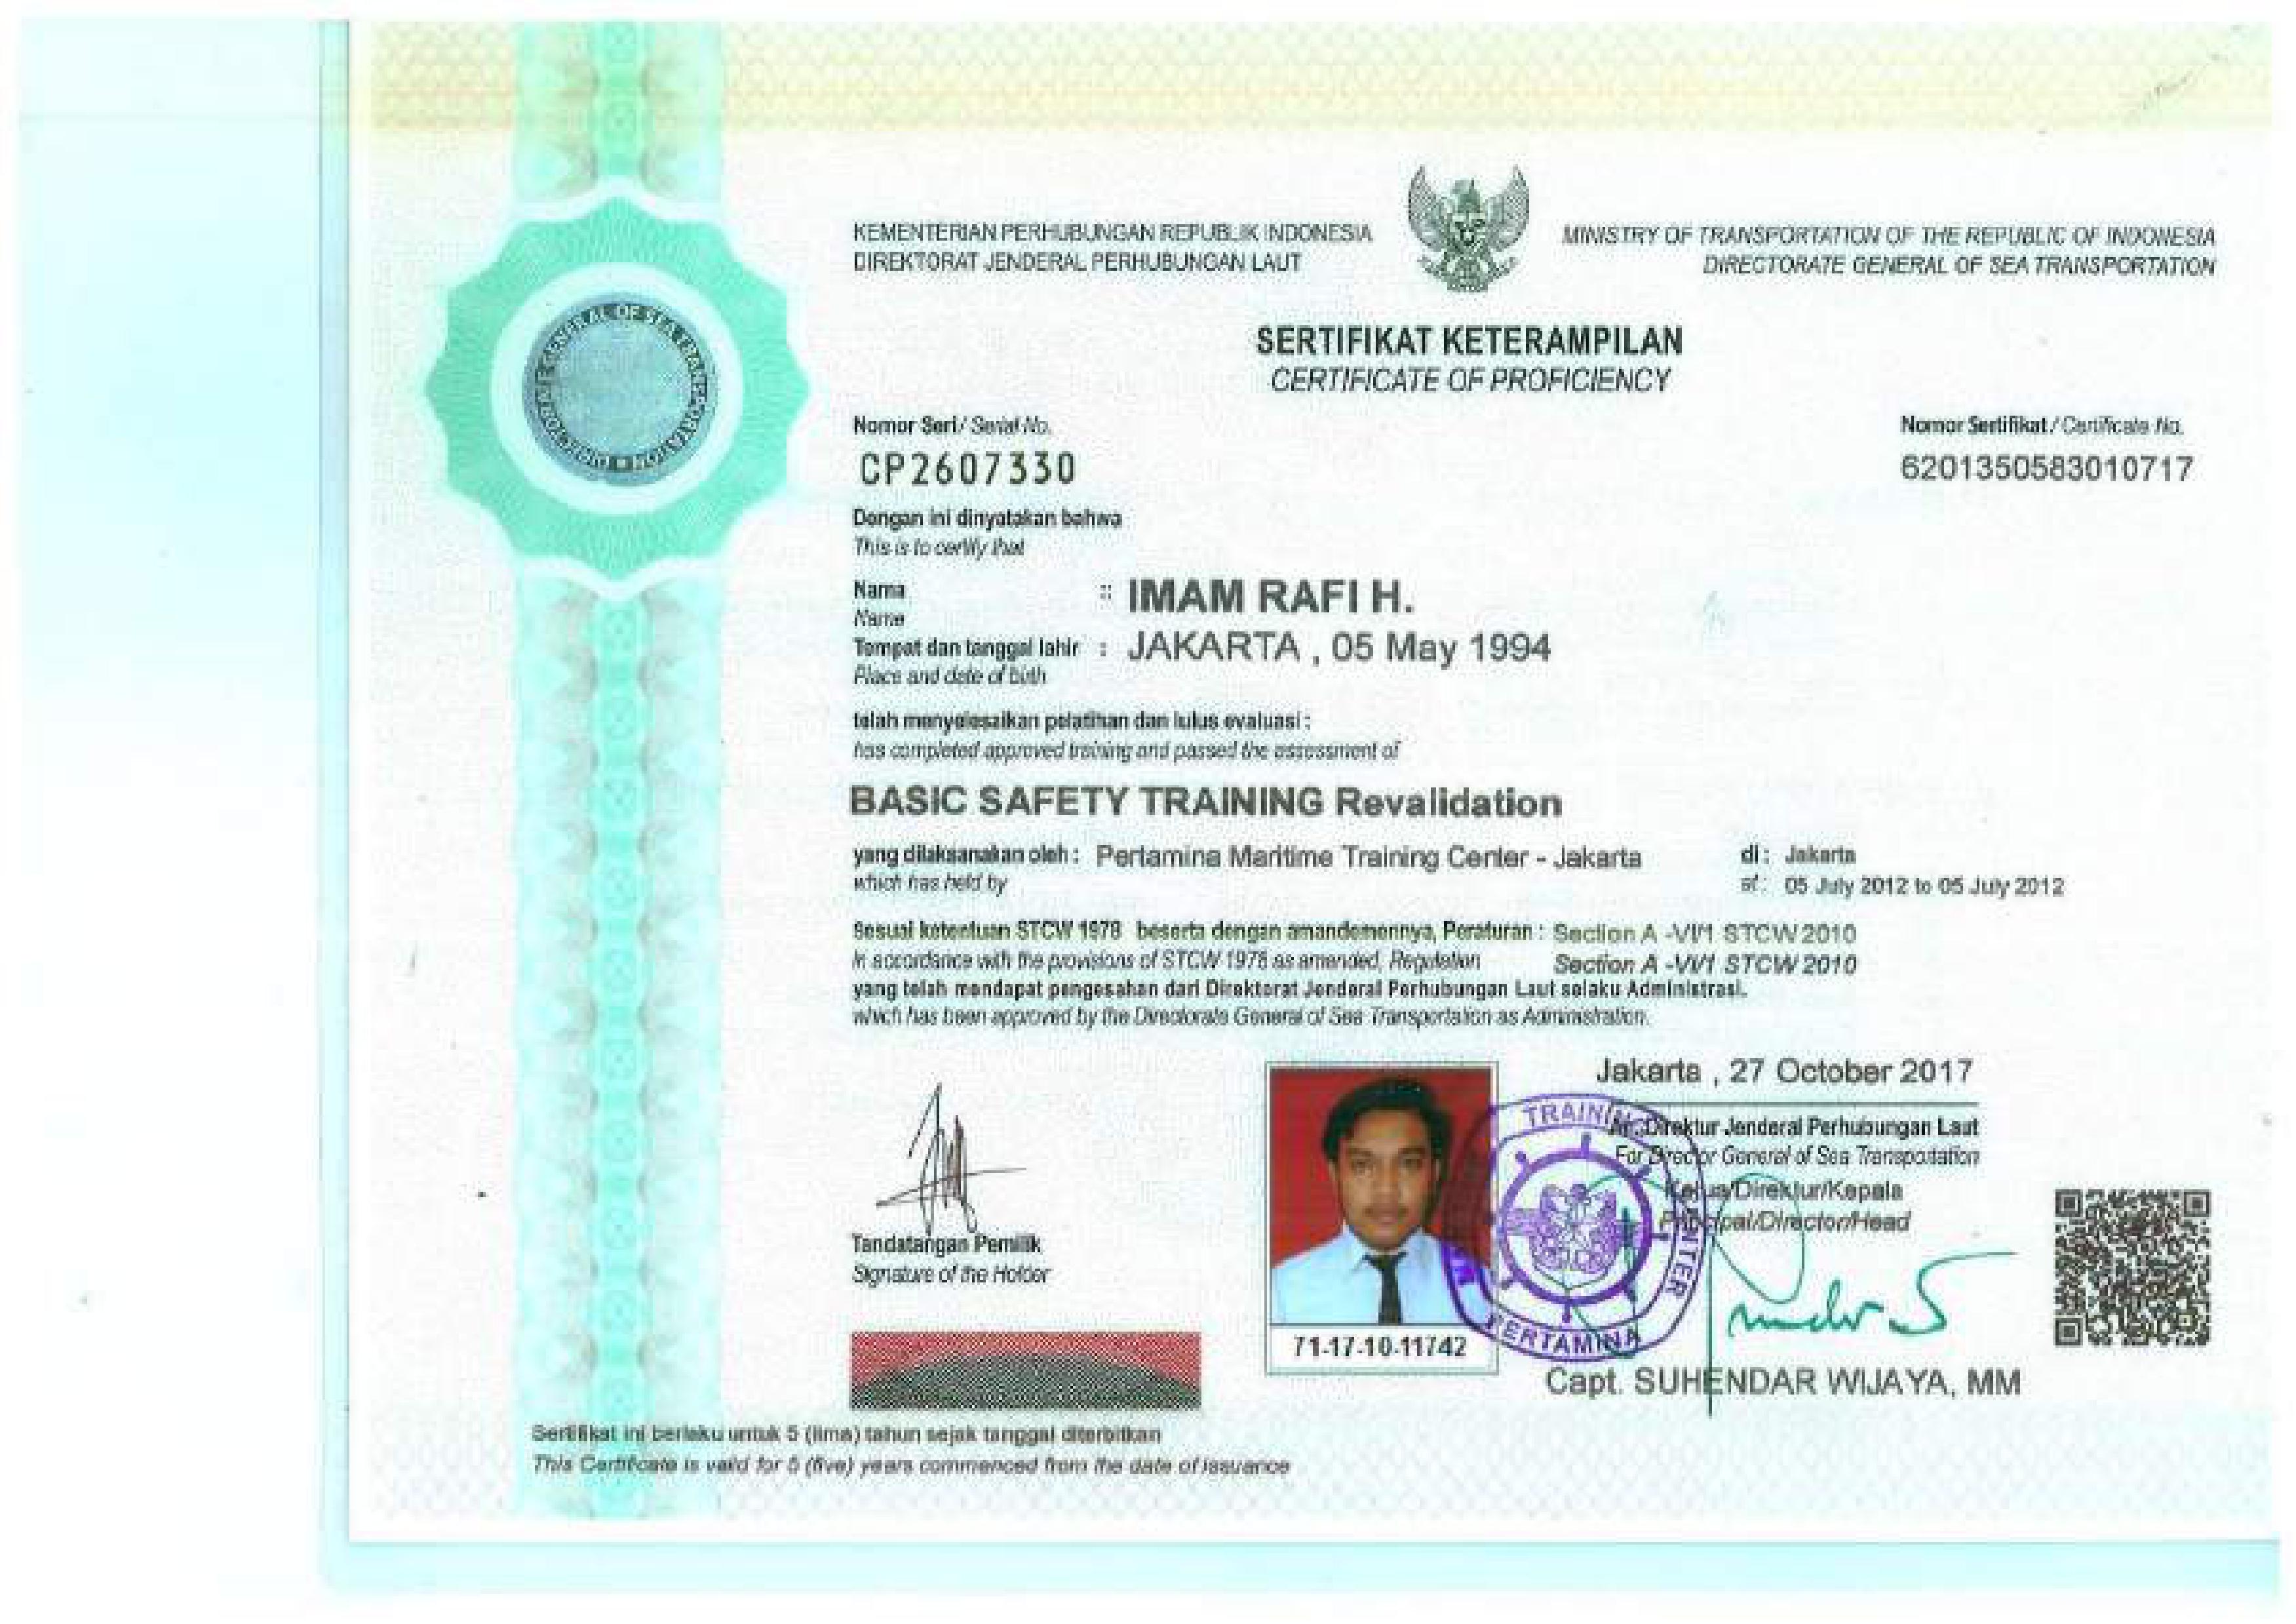 KEMENTERIAN PERHUBUNGAN REPUBLIK INDONESIA
DIREKTORAT JENDERAL PERHUBUNGAN LAUT
MINISTRY OF TRANSPORTATION OF THE REPUBLIC OF INDONESIA
DIRECTORATE GENERAL OF SEA TRANSPORTATION
DIRECTORATE GENERAL OF SEA TRANSPORTATION
SERTIFIKAT KETERAMPILAN
CERTIFICATE OF PROFICIENCY
Nomor Seri / Serial No.
CP2607330
Nomor Sertifikat / Certificate No.
6201350583010717
Dengan ini dinyatakan bahwa
This is to certify that
Nama :: IMAM RAFI H.
Name
Tempat dan tanggal lahir : JAKARTA , 05 May 1994
Place and date of birth
telah menyelesaikan pelatihan dan lulus evaluasi :
has completed approved training and passed the assessment of
BASIC SAFETY TRAINING Revalidation
yang dilaksanakan oleh : Pertamina Maritime Training Center - Jakarta di : Jakarta
which has held by at : 05 July 2012 to 05 July 2012
Sesuai ketentuan STCW 1978 beserta dengan amandemennya, Peraturan : Section A -VI/1 STCW 2010
In accordance with the provisions of STCW 1978 as amended, Regulation Section A -VI/1 STCW 2010
yang telah mendapat pengesahan dari Direktorat Jenderal Perhubungan Laut selaku Administrasi.
which has been approved by the Directorate General of Sea Transportation as Administration.
Jakarta , 27 October 2017
An. Direktur Jenderal Perhubungan Laut
For Director General of Sea Transportation
Ketua/Direktur/Kepala
Principal/Director/Head
TRAINING CENTER
PERTAMINA
Tandatangan Pemilik
Signature of the Holder
71-17-10-11742
Capt. SUHENDAR WIJAYA, MM
Sertifikat ini berlaku untuk 5 (lima) tahun sejak tanggal diterbitkan
This Certificate is valid for 5 (five) years commenced from the date of issuance